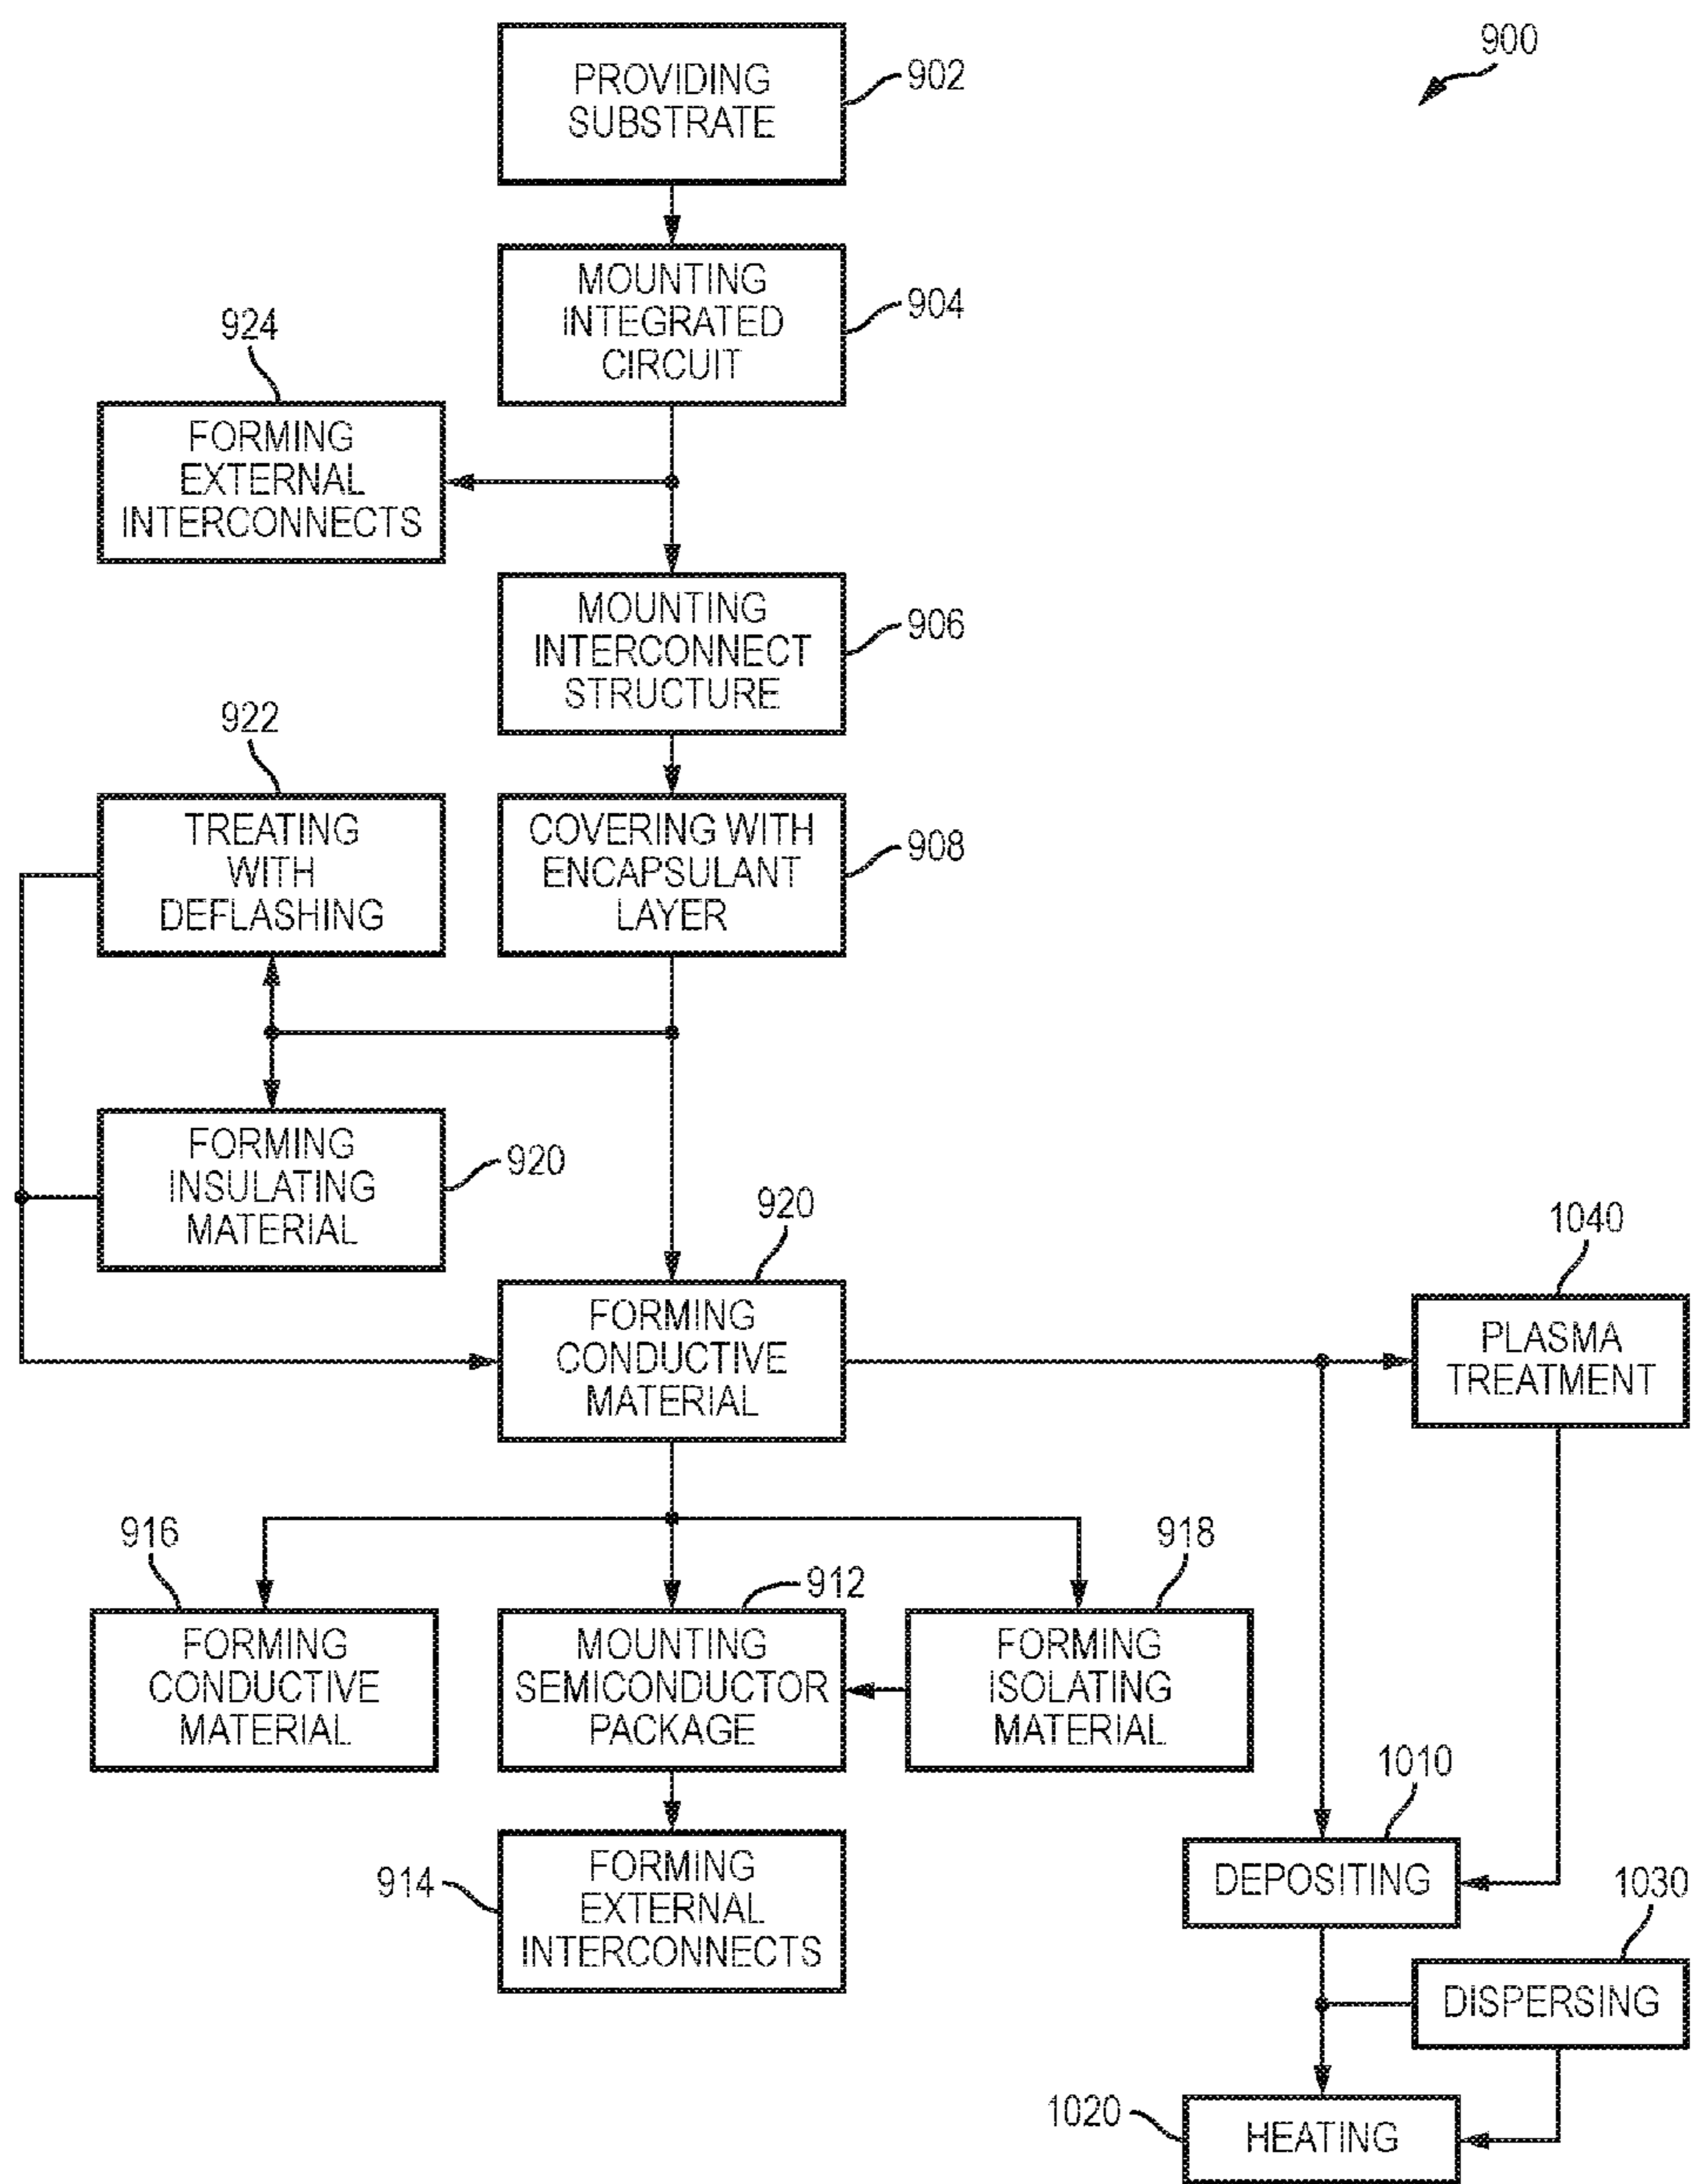 900
PROVIDING
SUBSTRATE
902
MOUNTING
INTEGRATED
CIRCUIT
904
924
FORMING
EXTERNAL
INTERCONNECTS
MOUNTING
INTERCONNECT
STRUCTURE
906
922
TREATING
WITH
DEFLASHING
COVERING WITH
ENCAPSULANT
LAYER
908
FORMING
INSULATING
MATERIAL
920
920
FORMING
CONDUCTIVE
MATERIAL
1040
PLASMA
TREATMENT
916
FORMING
CONDUCTIVE
MATERIAL
912
MOUNTING
SEMICONDUCTOR
PACKAGE
918
FORMING
ISOLATING
MATERIAL
914
FORMING
EXTERNAL
INTERCONNECTS
1010
DEPOSITING
1030
DISPERSING
1020
HEATING